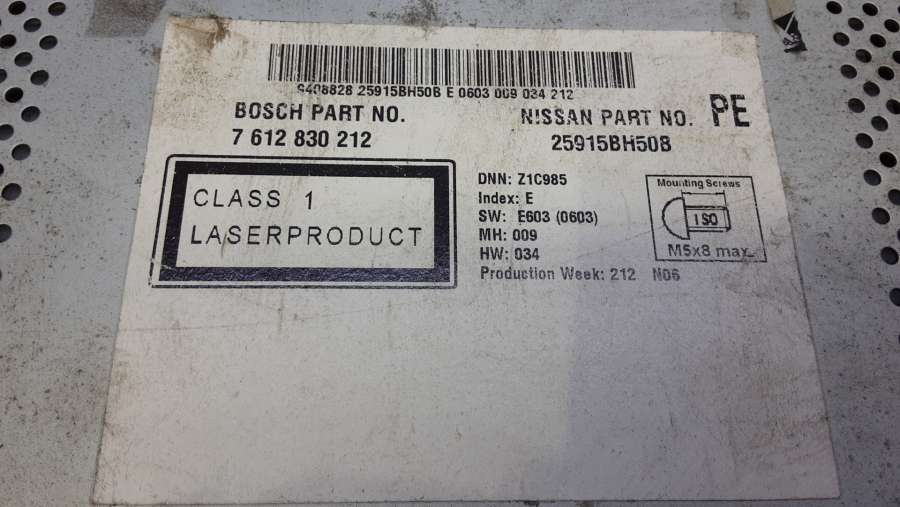 9408828 25915BH50B E 0603 009 034 212
BOSCH PART NO.
7 612 830 212
NISSAN PART NO.
25915BH50B
PE
CLASS 1
LASERPRODUCT
DNN: Z1C985
Index: E
SW: E603 (0603)
MH: 009
HW: 034
Production Week: 212 N06
Mounting Screws
ISO
M5x8 max.